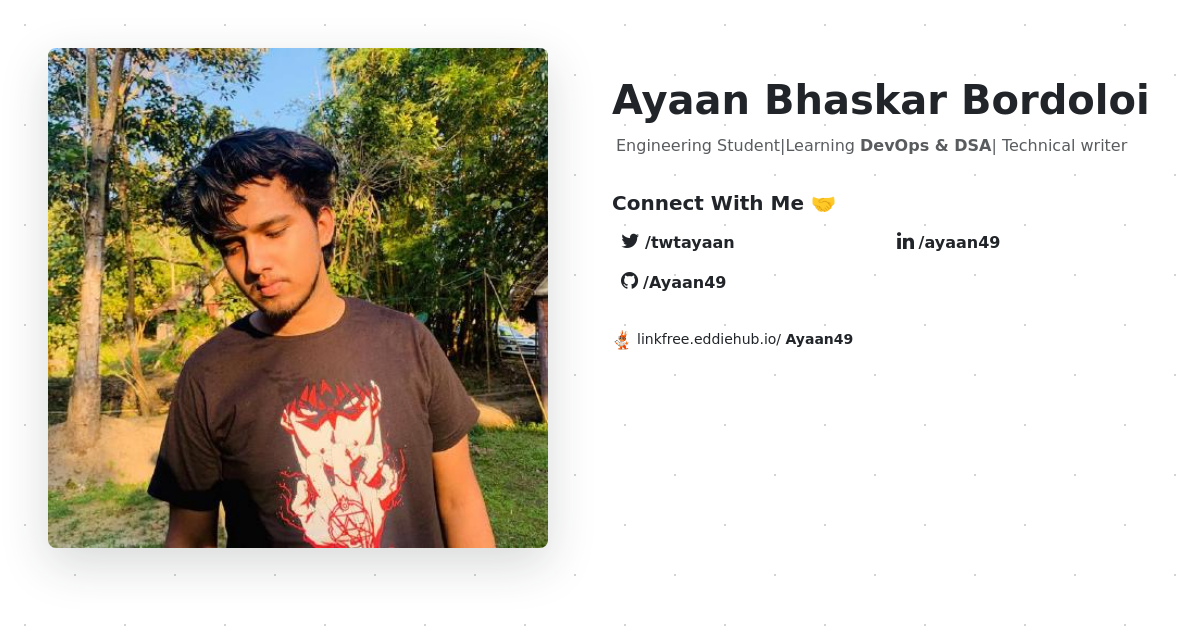 Ayaan Bhaskar Bordoloi
Engineering Student|Learning DevOps & DSA| Technical writer
Connect With Me 🤝
/twtayaan
/ayaan49
/Ayaan49
linkfree.eddiehub.io/ Ayaan49